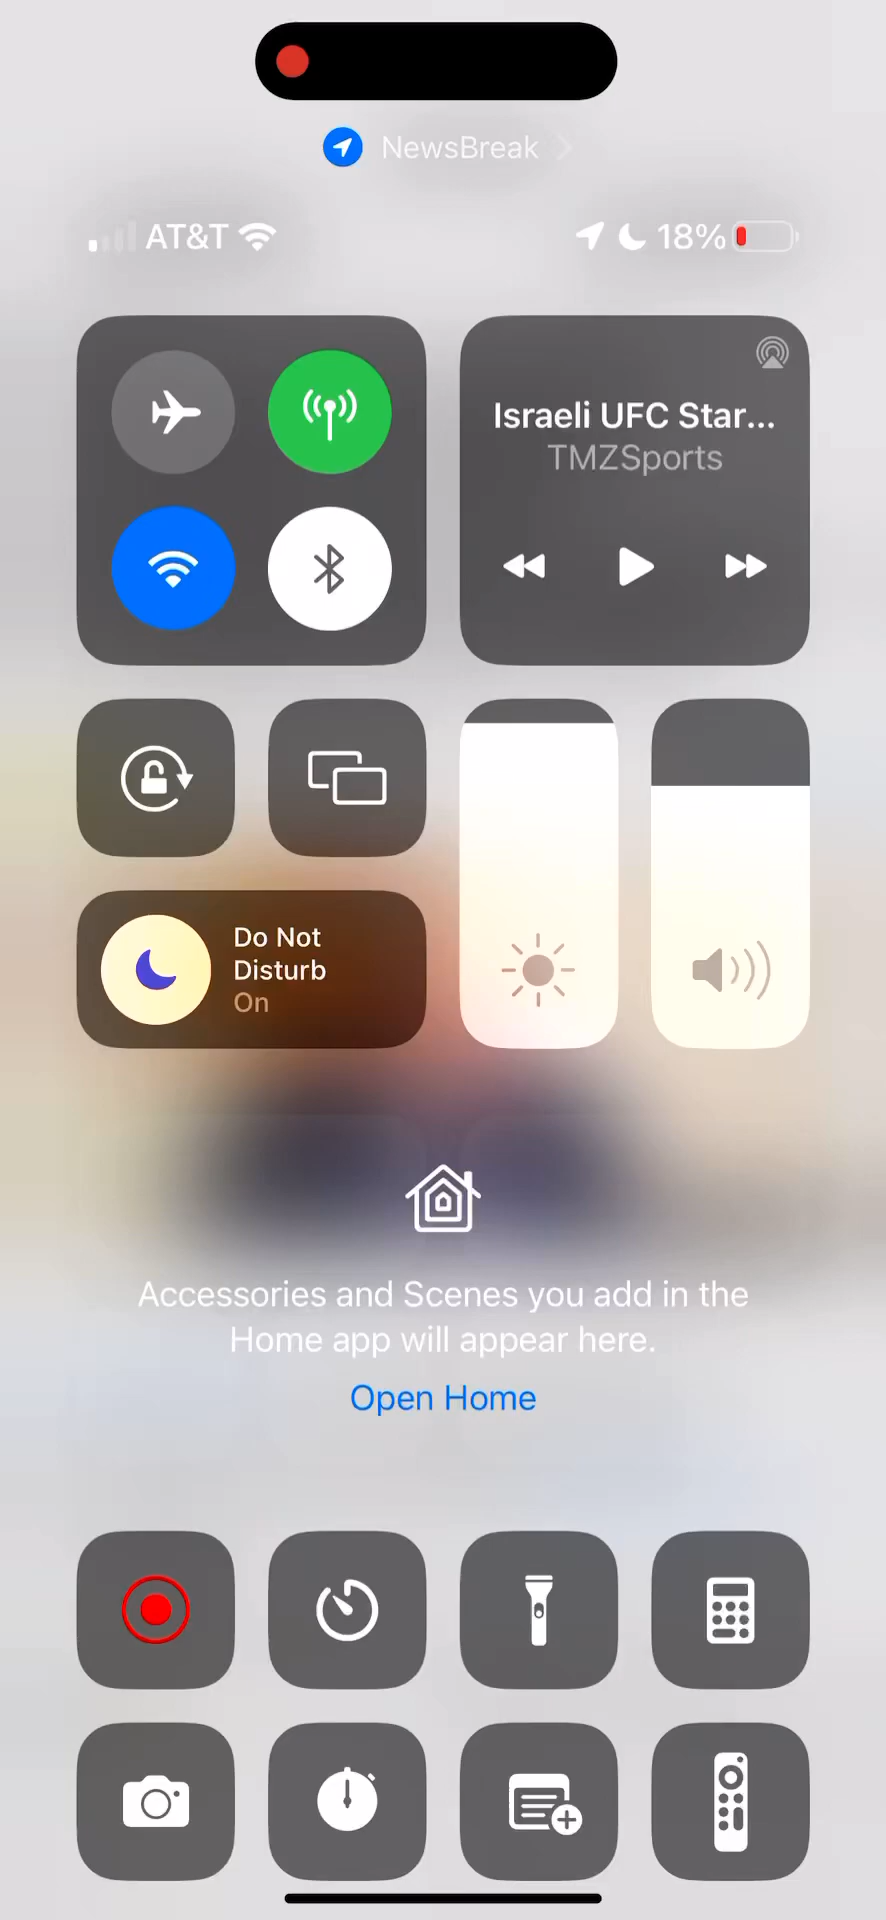 NewsBreak
AT&T
18%
Israeli UFC Star...
TMZSports
Do Not
Disturb
On
Accessories and Scenes you add in the
Home app will appear here.
Open Home